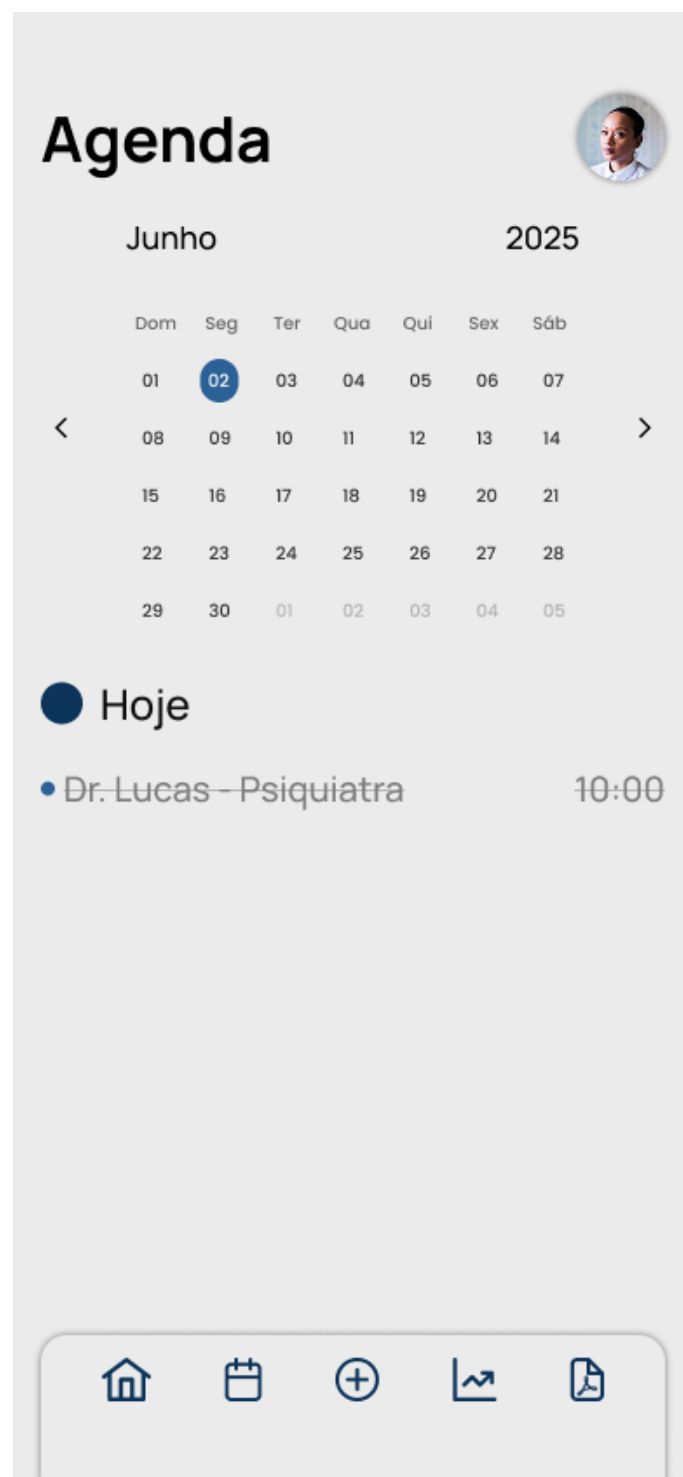 Agenda
Junho 2025
Dom Seg Ter Qua Qui Sex Sáb
01 02 03 04 05 06 07
08 09 10 11 12 13 14
15 16 17 18 19 20 21
22 23 24 25 26 27 28
29 30 01 02 03 04 05
Hoje
Dr. Lucas - Psiquiatra 10:00